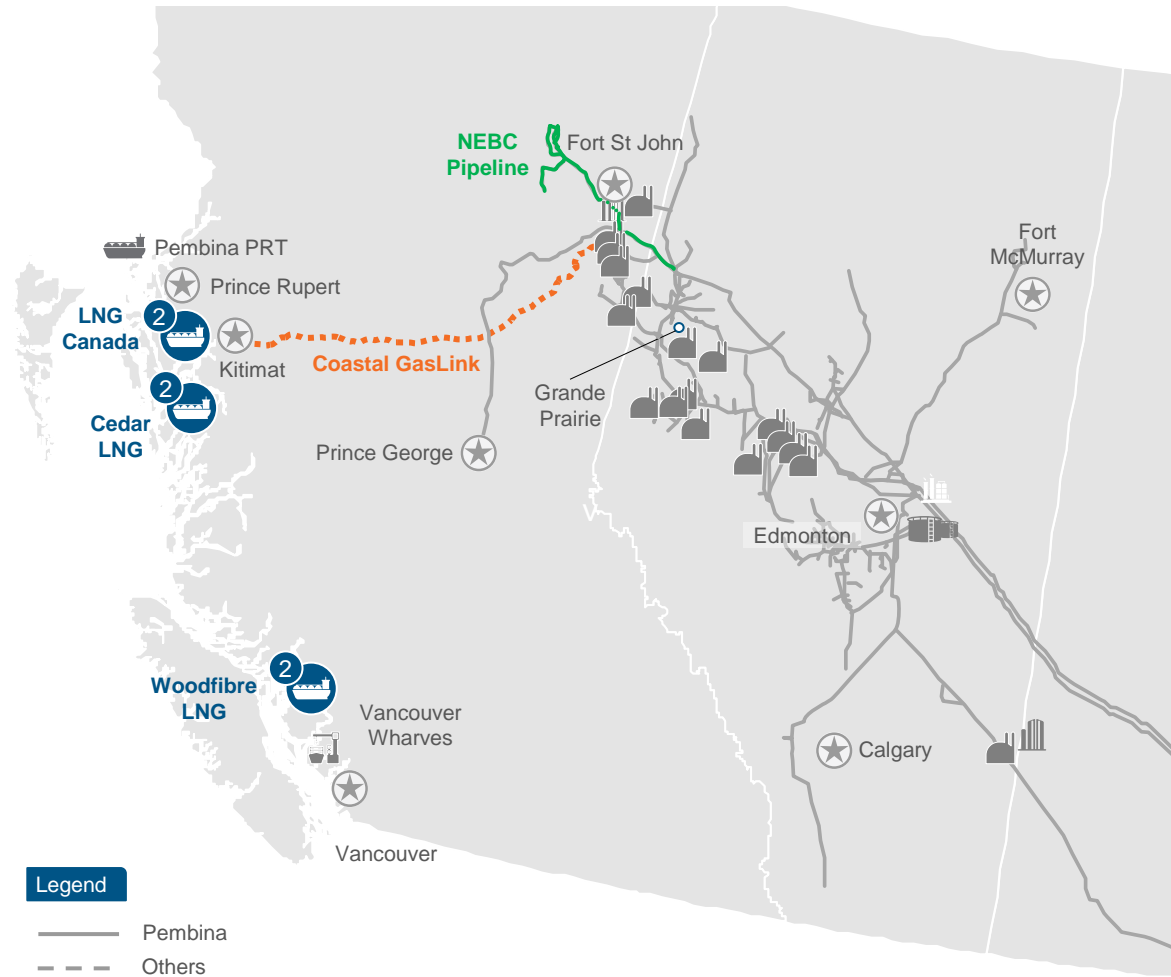 NEBC
Pipeline
Fort St John
Fort
McMurray
Pembina PRT
Prince Rupert
2
LNG
Canada
Kitimat
Coastal GasLink
2
Cedar
LNG
Grande
Prairie
Prince George
Edmonton
2
Woodfibre
LNG
Vancouver
Wharves
Calgary
Vancouver
Legend
Pembina
Others